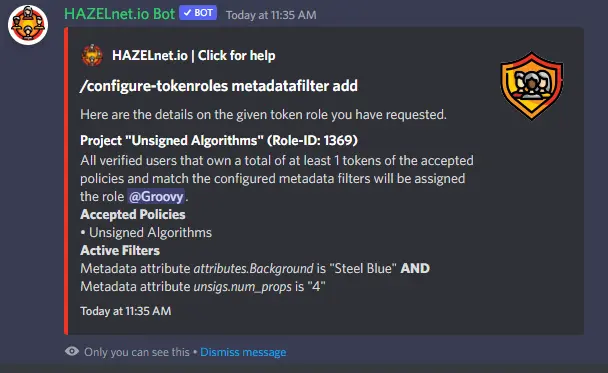 HAZELnet.io Bot ✓ BOT Today at 11:35 AM
HAZELnet.io | Click for help
/configure-tokenroles metadatafilter add
Here are the details on the given token role you have requested.
Project "Unsigned Algorithms" (Role-ID: 1369)
All verified users that own a total of at least 1 tokens of the accepted
policies and match the configured metadata filters will be assigned
the role @Groovy.
Accepted Policies
• Unsigned Algorithms
Active Filters
Metadata attribute attributes.Background is "Steel Blue" AND
Metadata attribute unsigs.num_props is "4"
Today at 11:35 AM
Only you can see this • Dismiss message